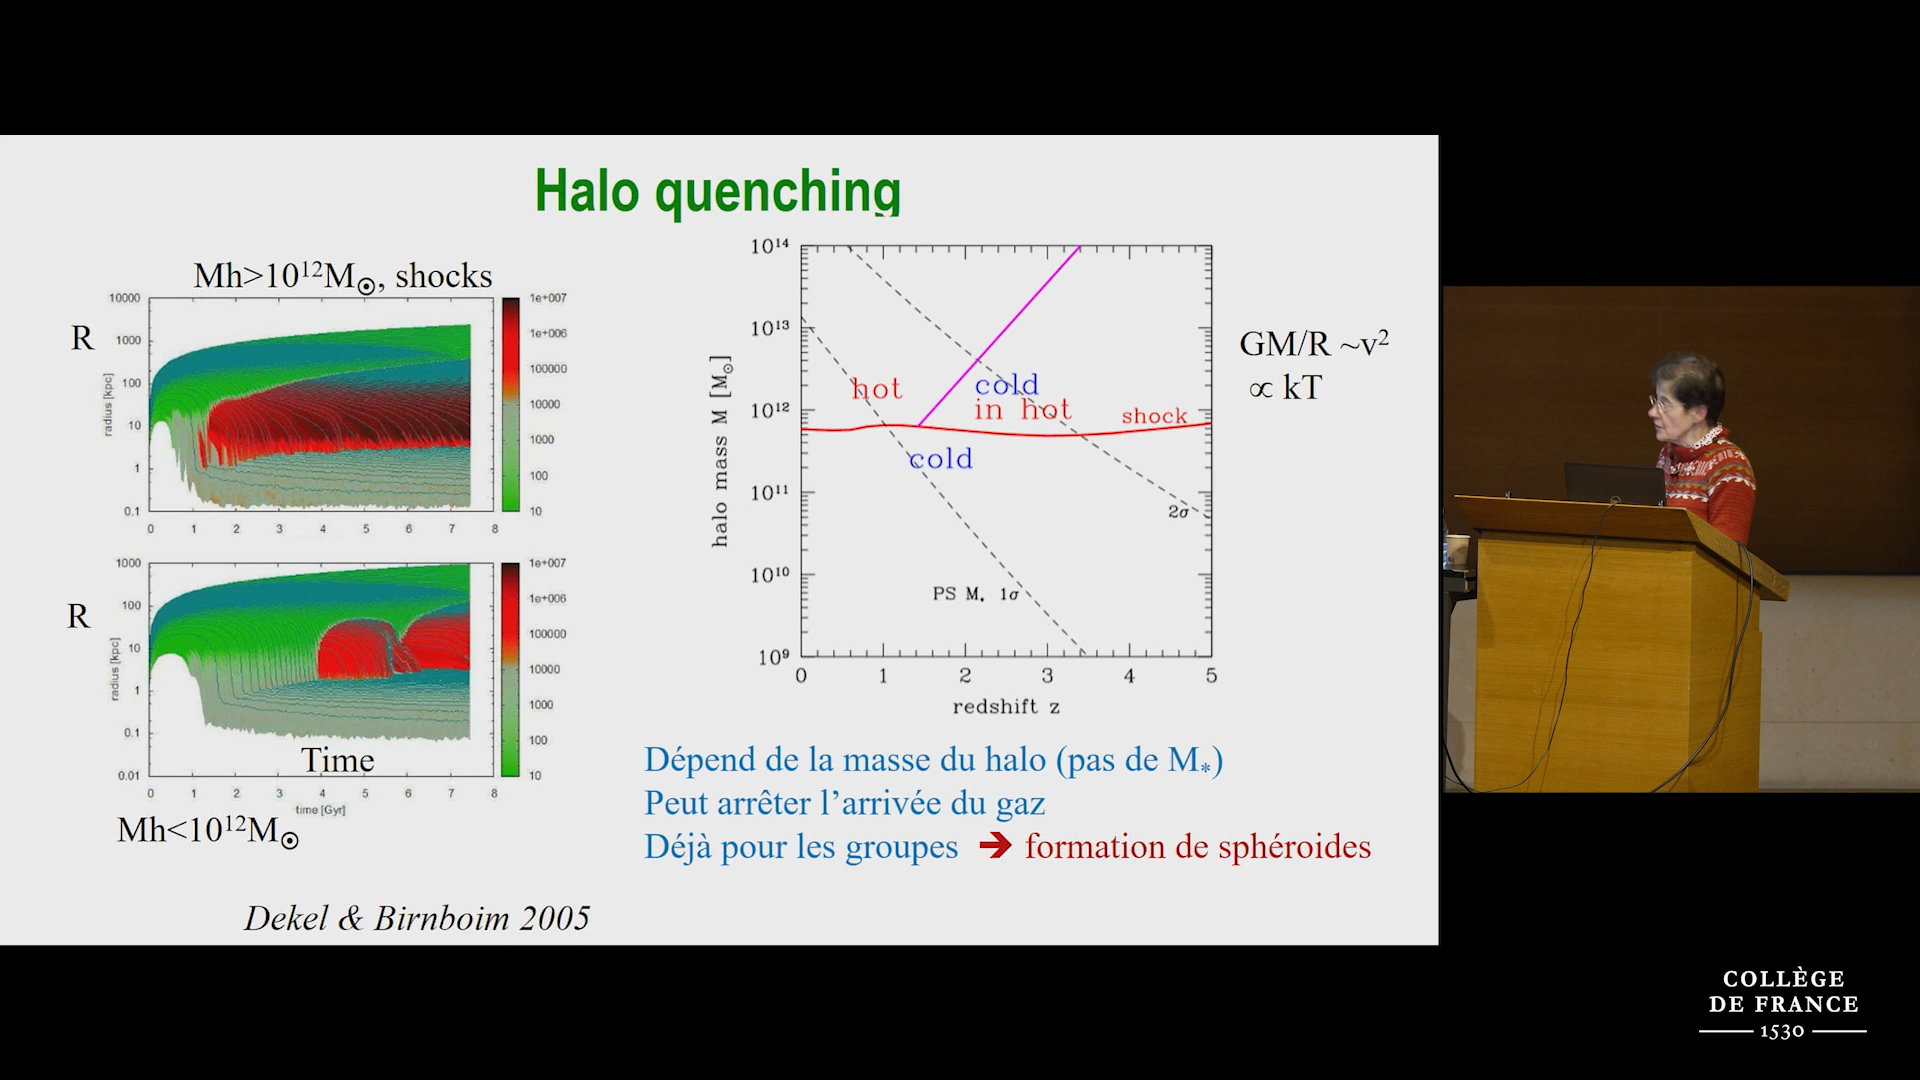 Halo quenching
Mh>10¹²M☉, shocks
R
radius [kpc]
10000
1000
100
10
1
0.1
0 1 2 3 4 5 6 7 8
1e+007
1e+006
100000
10000
1000
100
10
R
radius [kpc]
1000
100
10
1
0.1
0.01
Time
0 1 2 3 4 5 6 7 8
time [Gyr]
1e+007
1e+006
100000
10000
1000
100
10
Mh<10¹²M☉
Dekel & Birnboim 2005
halo mass M [M☉]
10¹⁴
10¹³
10¹²
10¹¹
10¹⁰
10⁹
hot
cold
in hot
shock
cold
2σ
PS M* 1σ
0 1 2 3 4 5
redshift z
GM/R ~v²
∝ kT
Dépend de la masse du halo (pas de M*)
Peut arrêter l’arrivée du gaz
Déjà pour les groupes ➔ formation de sphéroides
COLLÈGE
DE FRANCE
1530